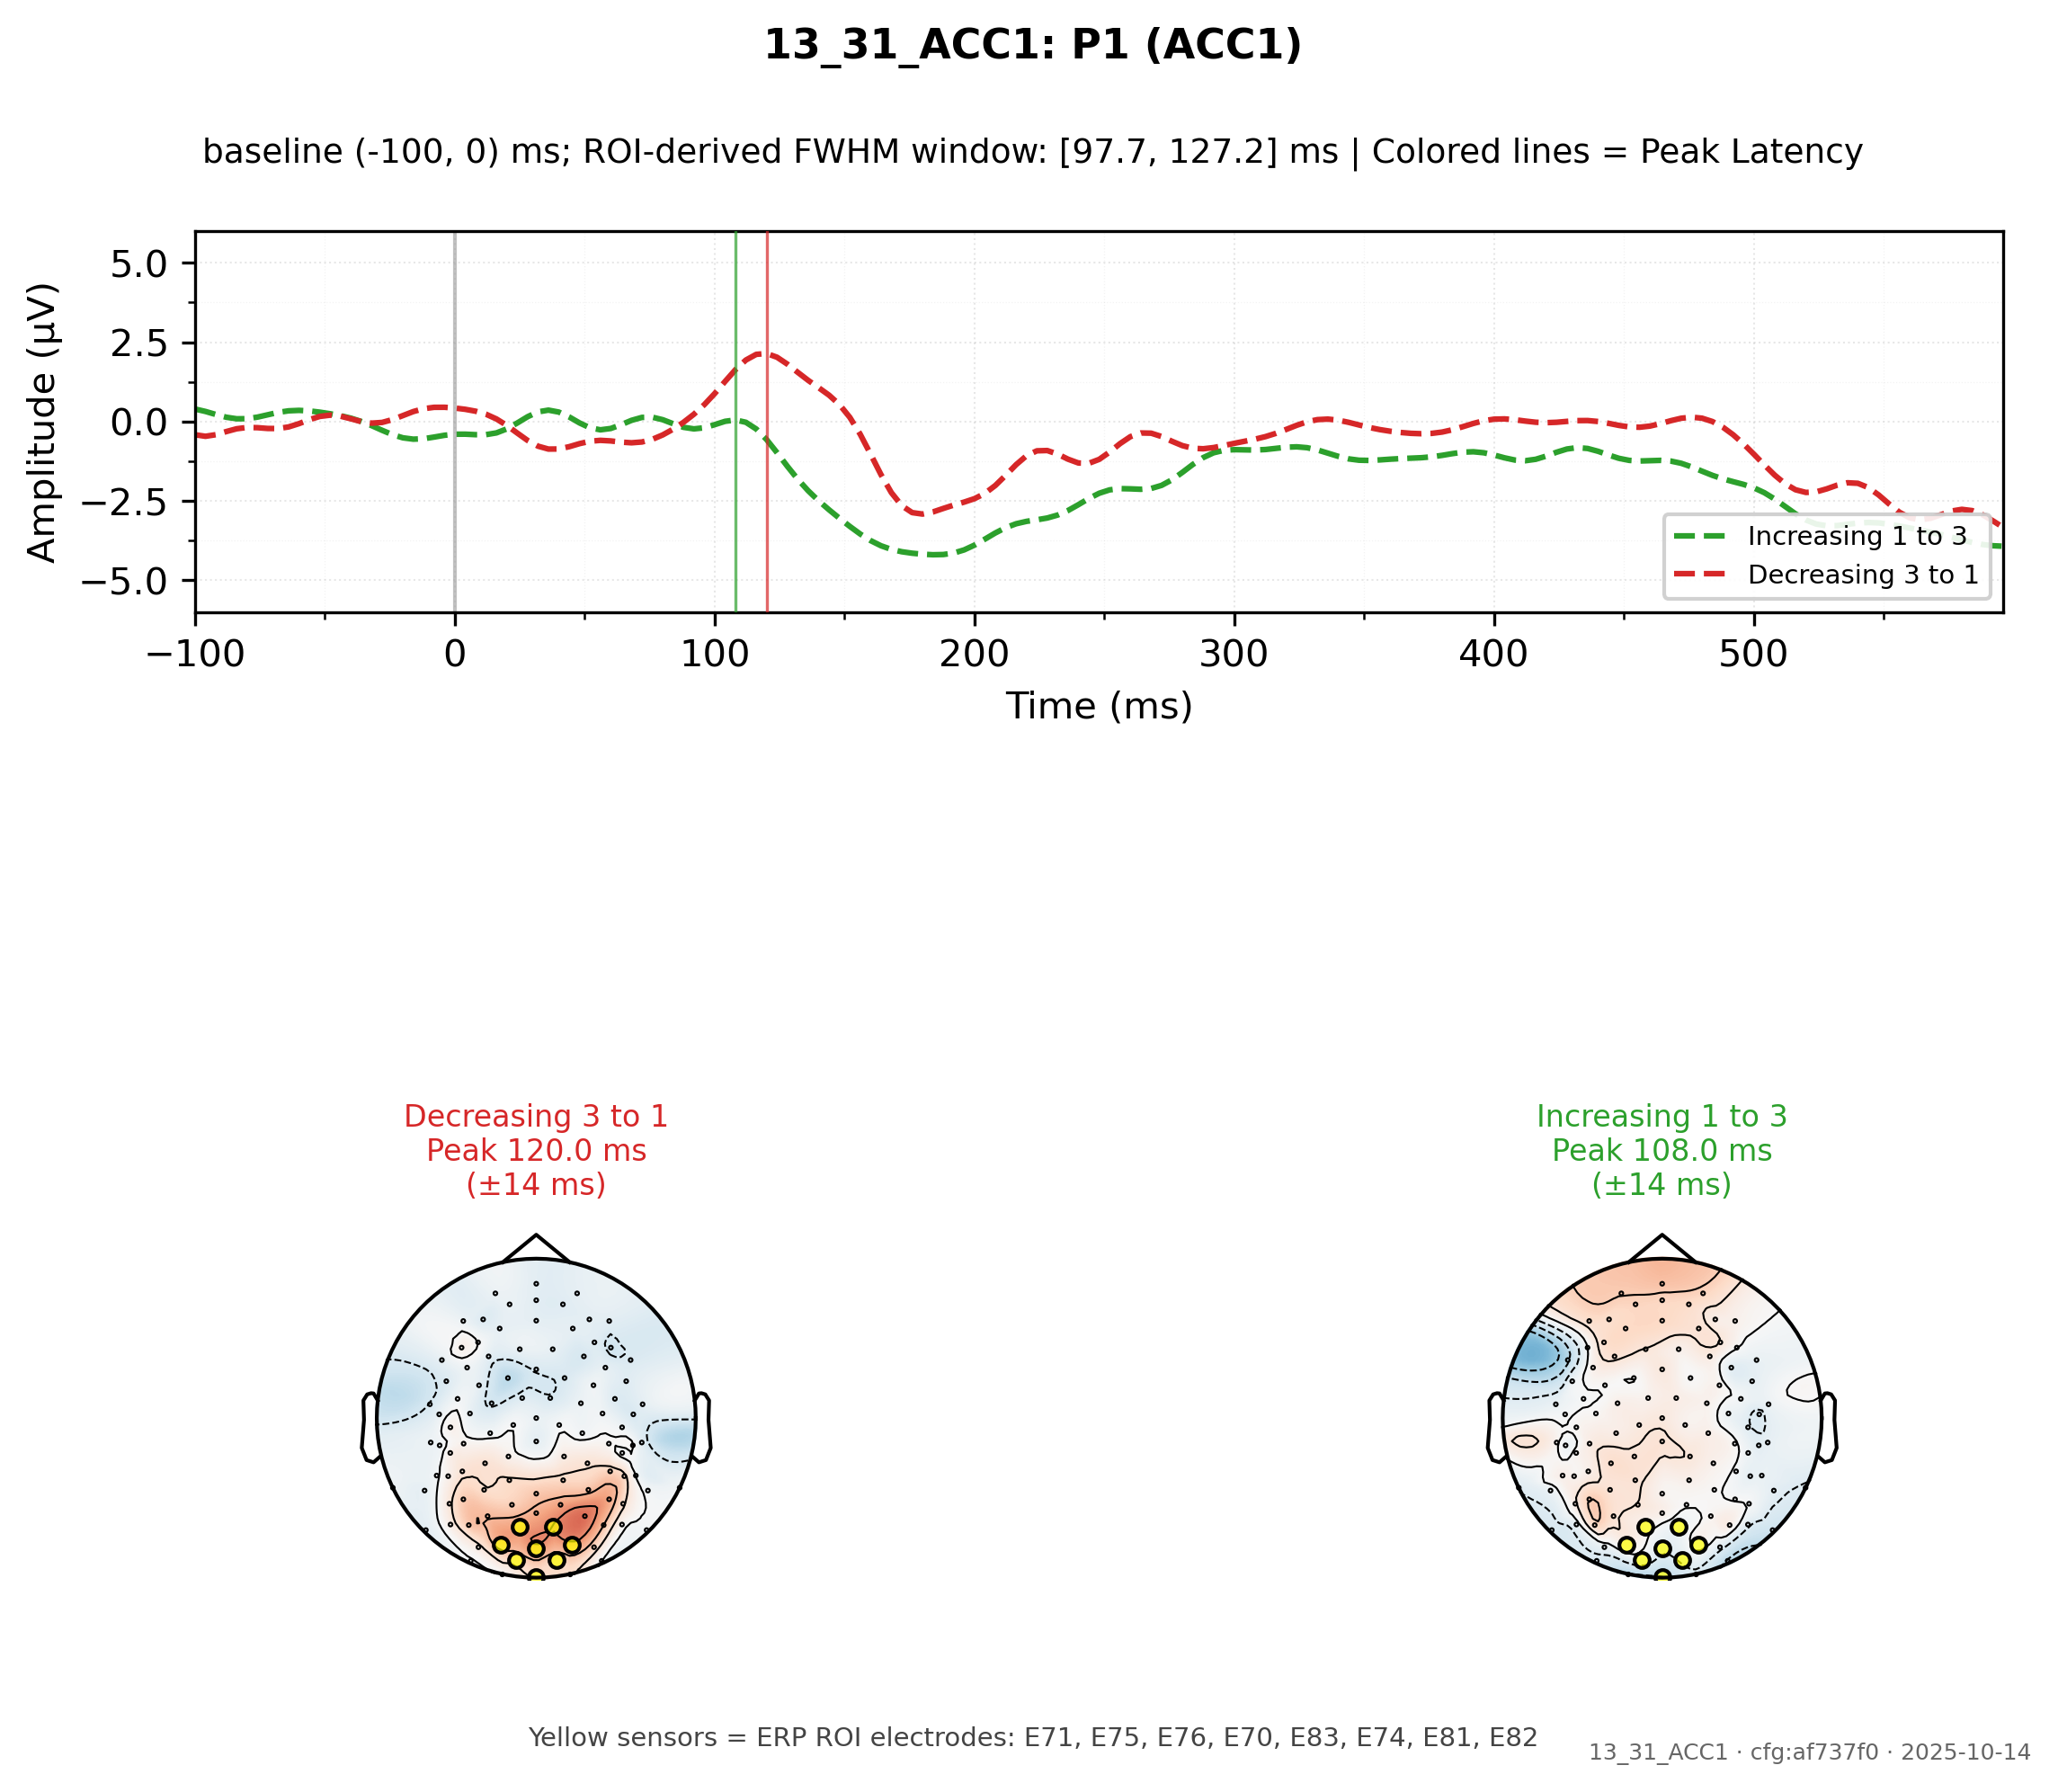 13_31_ACC1: P1 (ACC1)
baseline (-100, 0) ms; ROI-derived FWHM window: [97.7, 127.2] ms | Colored lines = Peak Latency
Amplitude (µV)
5.0
2.5
0.0
−2.5
−5.0
Increasing 1 to 3
Decreasing 3 to 1
−100
0
100
200
300
400
500
Time (ms)
Decreasing 3 to 1
Peak 120.0 ms
(±14 ms)
Increasing 1 to 3
Peak 108.0 ms
(±14 ms)
Yellow sensors = ERP ROI electrodes: E71, E75, E76, E70, E83, E74, E81, E82
13_31_ACC1 · cfg:af737f0 · 2025-10-14